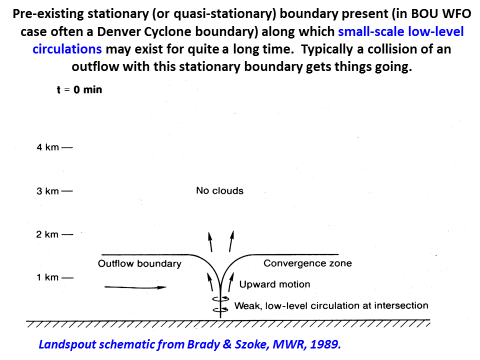 Pre-existing stationary (or quasi-stationary) boundary present (in BOU WFO
case often a Denver Cyclone boundary) along which small-scale low-level
circulations may exist for quite a long time.  Typically a collision of an
outflow with this stationary boundary gets things going.
t = 0 min
4 km
3 km
No clouds
2 km
Outflow boundary
Convergence zone
1 km
Upward motion
Weak, low-level circulation at intersection
Landspout schematic from Brady & Szoke, MWR, 1989.